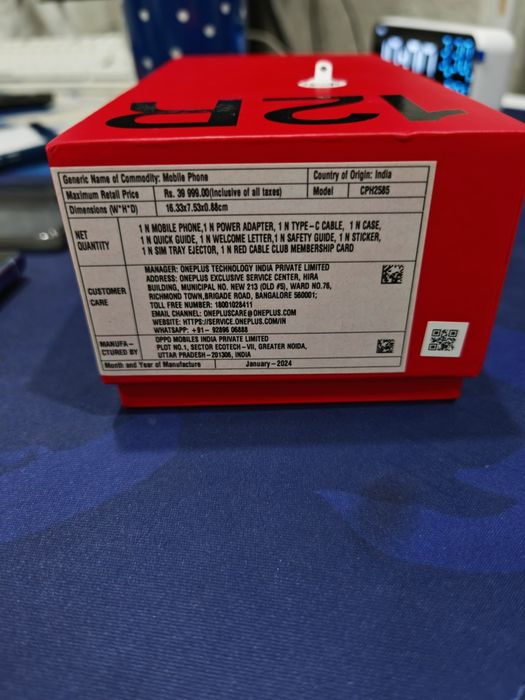 12R
Generic Name of Commodity: Mobile Phone Country of Origin: India
Maximum Retail Price Rs. 39 999.00(Inclusive of all taxes) Model CPH2585
Dimensions (W*H*D) 16.33x7.53x0.88cm
NET QUANTITY
1 N MOBILE PHONE,1 N POWER ADAPTER, 1 N TYPE-C CABLE, 1 N CASE,
1 N QUICK GUIDE, 1 N WELCOME LETTER,1 N SAFETY GUIDE, 1 N STICKER,
1 N SIM TRAY EJECTOR, 1 N RED CABLE CLUB MEMBERSHIP CARD
CUSTOMER CARE
MANAGER: ONEPLUS TECHNOLOGY INDIA PRIVATE LIMITED
ADDRESS: ONEPLUS EXCLUSIVE SERVICE CENTER, HIRA
BUILDING, MUNICIPAL NO. NEW 213 (OLD #5), WARD NO.76,
RICHMOND TOWN,BRIGADE ROAD, BANGALORE 560001;
TOLL FREE NUMBER: 18001028411
EMAIL CHANNEL: ONEPLUSCARE@ONEPLUS.COM
WEBSITE: HTTPS://SERVICE.ONEPLUS.COM/IN
WHATSAPP: +91- 92896 06888
MANUFA-
CTURED BY
OPPO MOBILES INDIA PRIVATE LIMITED
PLOT NO.1, SECTOR ECOTECH-VII, GREATER NOIDA,
UTTAR PRADESH-201306, INDIA
Month and Year of Manufacture January-2024